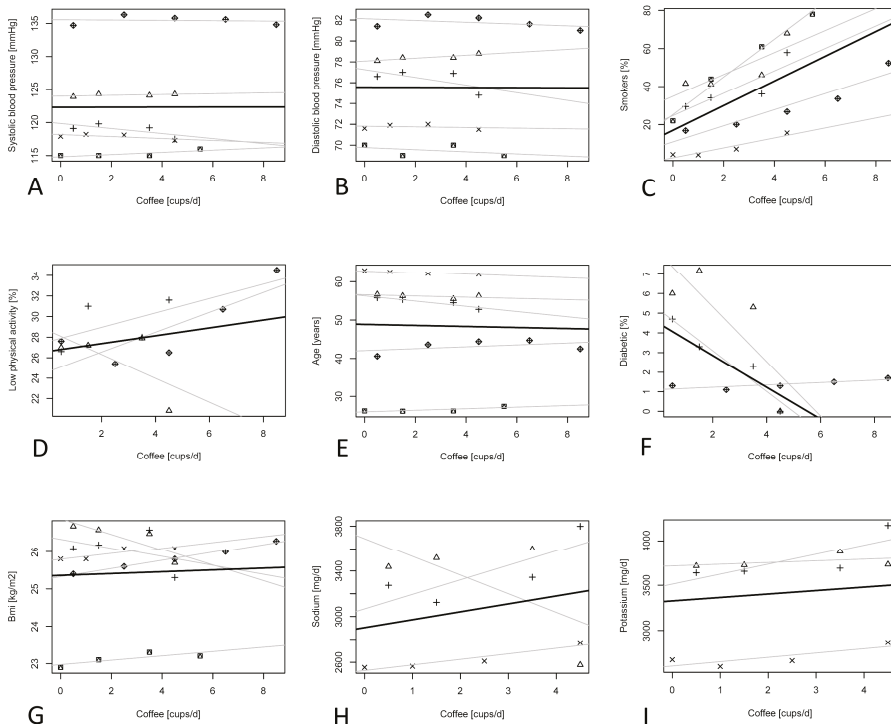 Systolic blood pressure [mmHg]
115 120 125 135
0 2 4 6 8
Coffee [cups/d]
A
Diastolic blood pressure [mmHg]
70 72 74 76 78 80 82
0 2 4 6 8
Coffee [cups/d]
B
Smokers [%]
20 40 60 80
0 2 4 6 8
Coffee [cups/d]
C
Low physical activity [%]
22 24 26 28 30 34
0 2 4 6 8
Coffee [cups/d]
D
Age [years]
30 40 50 60
0 2 4 6 8
Coffee [cups/d]
E
Diabetic [%]
0 1 2 3 4 5 7
2 4 6 8
Coffee [cups/d]
F
Bmi [kg/m2]
23 24 25 26
0 2 4 6 8
Coffee [cups/d]
G
Sodium [mg/d]
2600 3000 3400 3800
0 1 2 3 4
Coffee [cups/d]
H
Potassium [mg/d]
3000 3500
0 1 2 3 4
Coffee [cups/d]
I